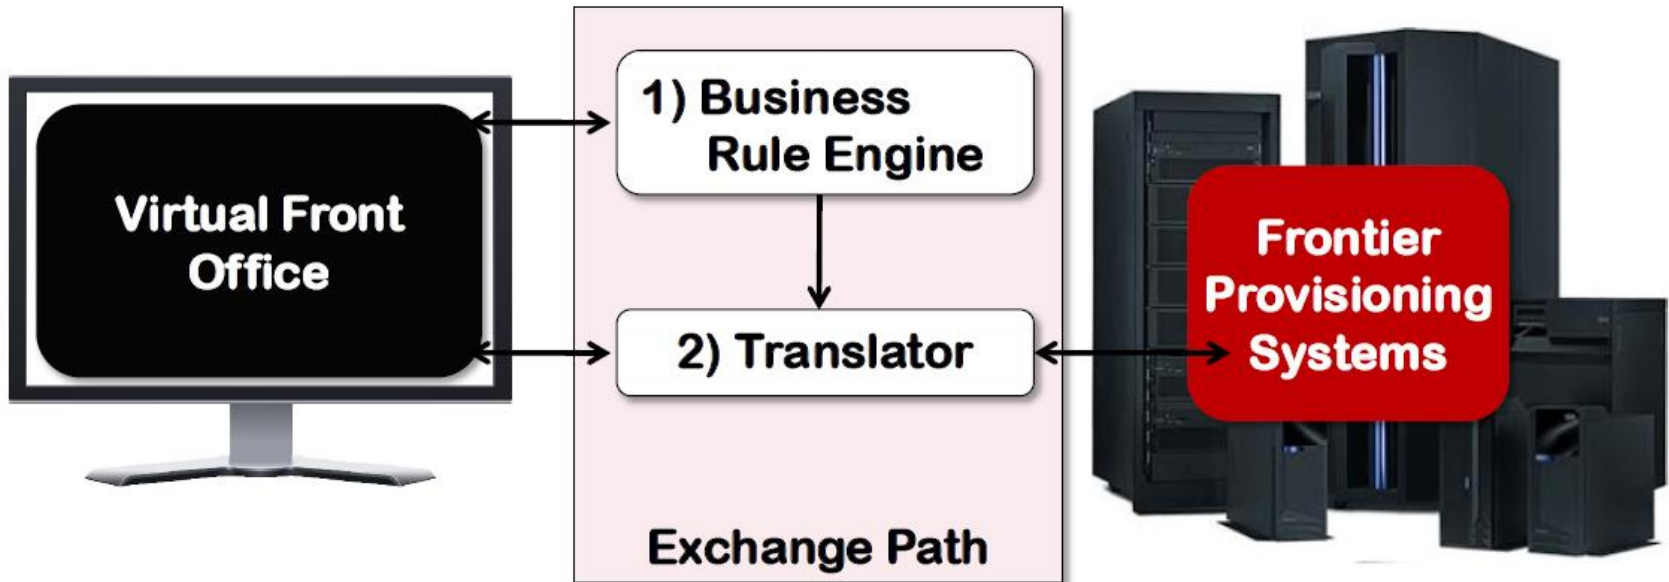 Virtual Front
Office
1) Business
Rule Engine
2) Translator
Exchange Path
Frontier
Provisioning
Systems